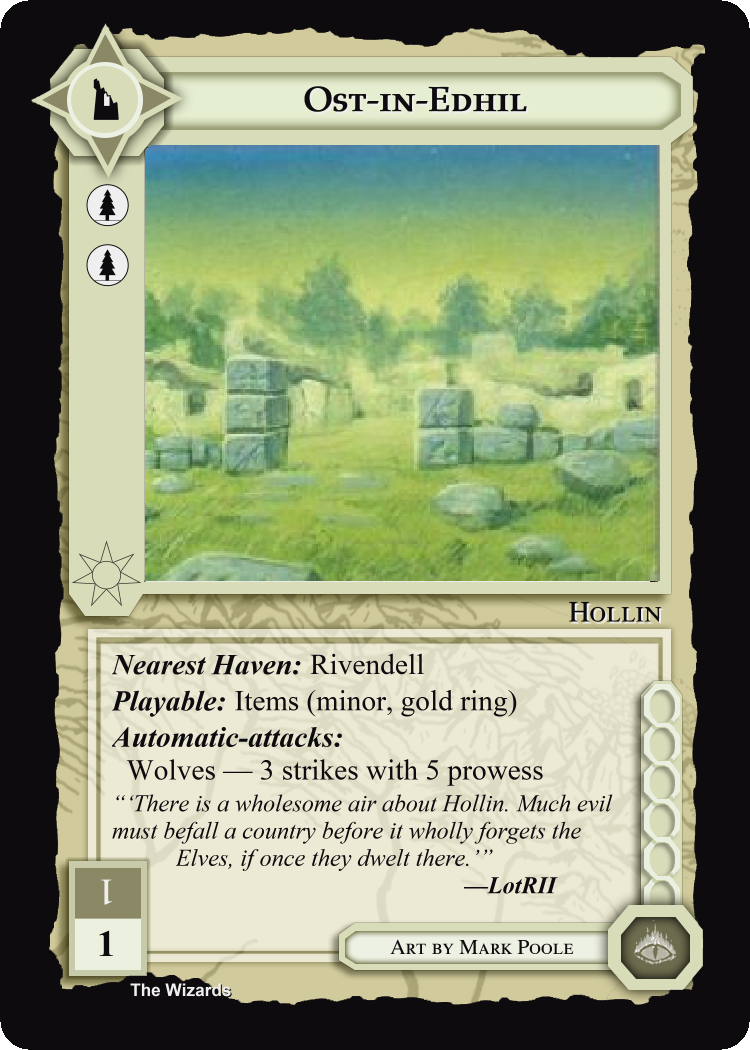 Ost-in-Edhil
Hollin
Nearest Haven: Rivendell
Playable: Items (minor, gold ring)
Automatic-attacks:
Wolves — 3 strikes with 5 prowess
“‘There is a wholesome air about Hollin. Much evil
must befall a country before it wholly forgets the
Elves, if once they dwelt there.’”
—LotRII
1
1
Art by Mark Poole
The Wizards